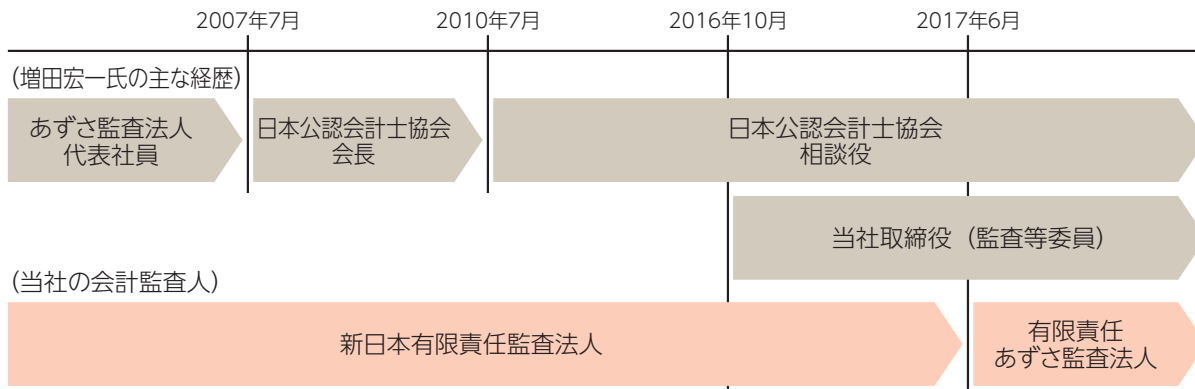 2007年7月
2010年7月
2016年10月
2017年6月
(増田宏一氏の主な経歴)
あずさ監査法人
代表社員
日本公認会計士協会
会長
日本公認会計士協会
相談役
当社取締役（監査等委員）
(当社の会計監査人)
新日本有限責任監査法人
有限責任
あずさ監査法人